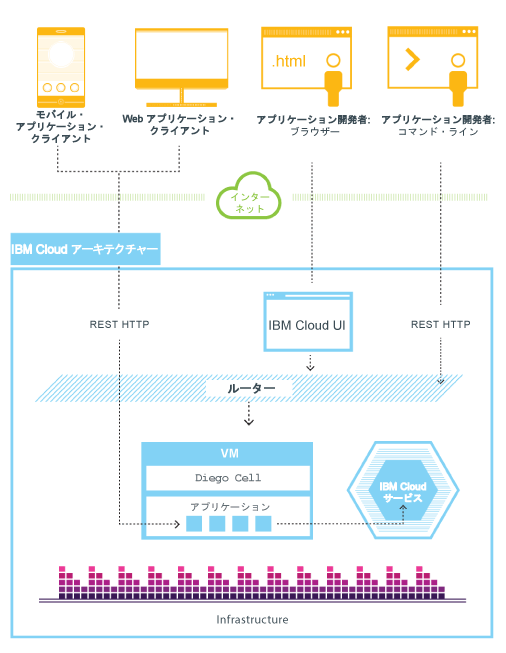 .html
モバイル・
アプリケーション・
クライアント
Web アプリケーション・
クライアント
アプリケーション開発者:
ブラウザー
アプリケーション開発者:
コマンド・ライン
インター
ネット
IBM Cloud アーキテクチャー
REST HTTP
IBM Cloud UI
REST HTTP
ルーター
VM
Diego Cell
アプリケーション
IBM Cloud
サービス
Infrastructure